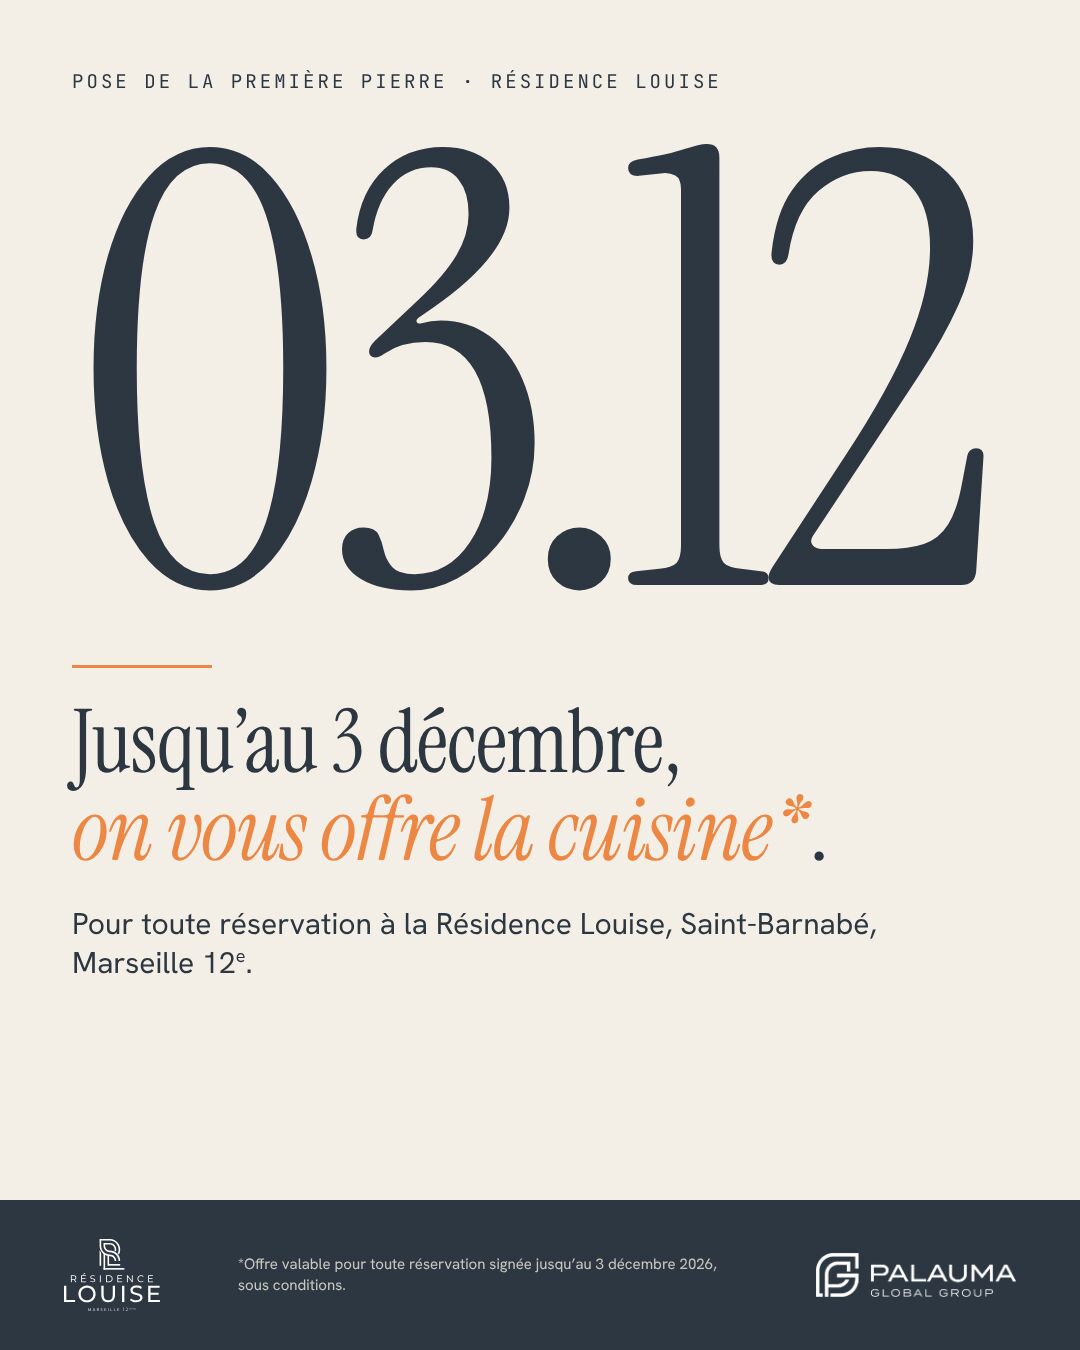 POSE DE LA PREMIÈRE PIERRE · RÉSIDENCE LOUISE
03.12
Jusqu’au 3 décembre,
on vous offre la cuisine*.
Pour toute réservation à la Résidence Louise, Saint-Barnabé,
Marseille 12ᵉ.
RÉSIDENCE
LOUISE
MARSEILLE 12ᵉᵐᵉ
*Offre valable pour toute réservation signée jusqu’au 3 décembre 2026,
sous conditions.
PALAUMA
GLOBAL GROUP